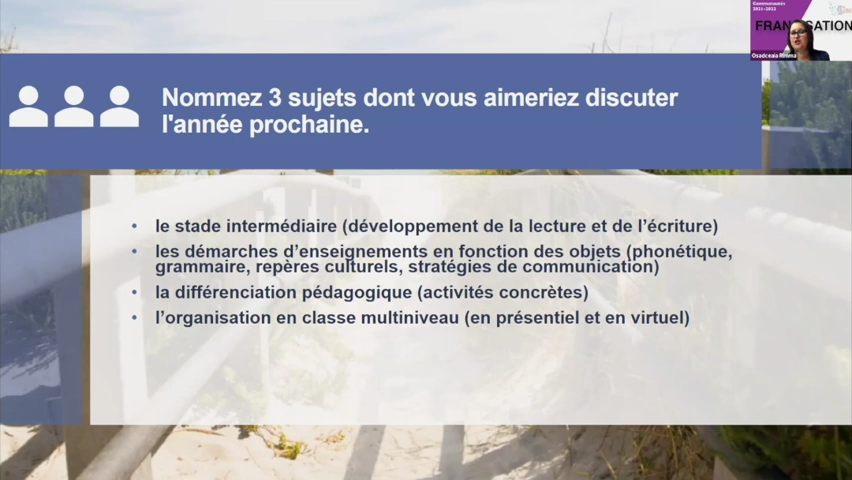 2021-2022
Nommez 3 sujets dont vous aimeriez discuter
l'année prochaine.
• le stade intermédiaire (développement de la lecture et de l'écriture)
• les démarches d'enseignements en fonction des objets (phonétique,
grammaire, repères culturels, stratégies de communication)
• la différenciation pédagogique (activités concrètes)
• l'organisation en classe multiniveau (en présentiel et en virtuel)